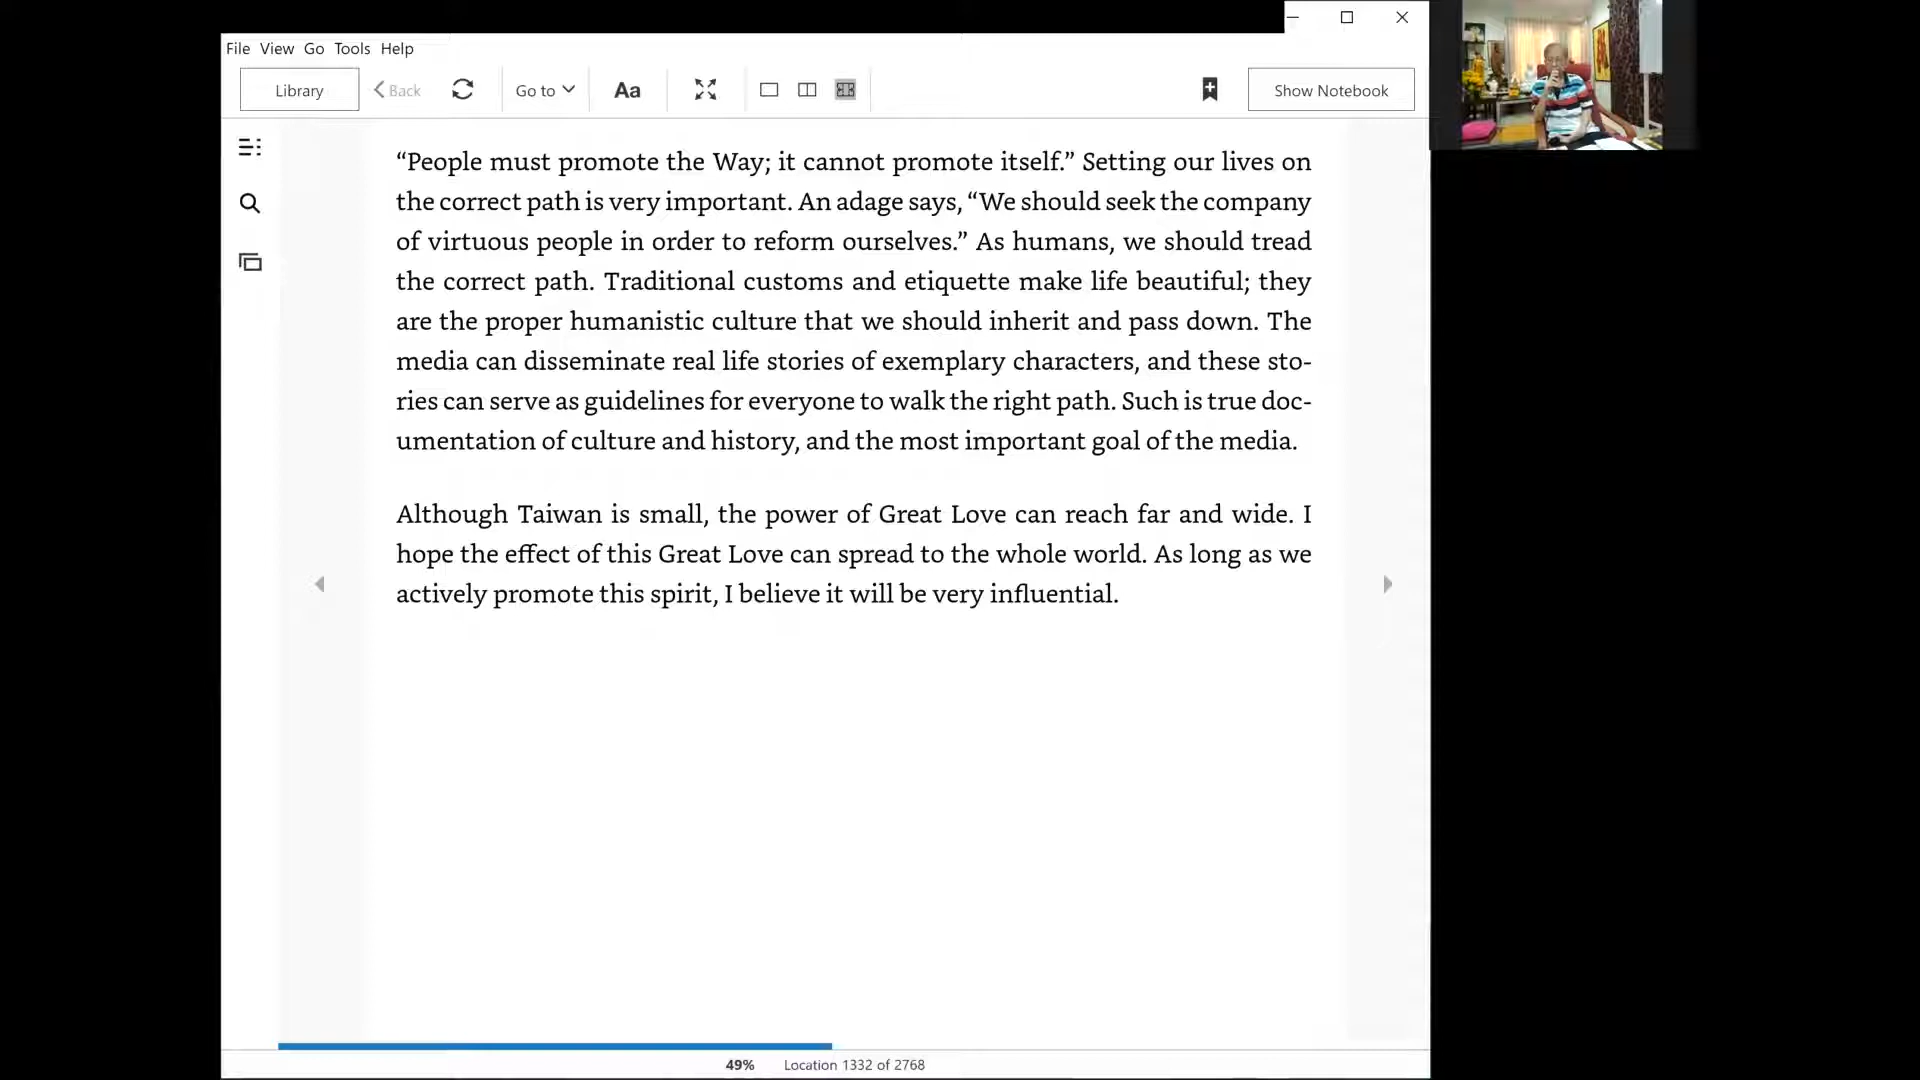 File View Go Tools Help
Library Back Go to Aa Show Notebook
“People must promote the Way; it cannot promote itself.” Setting our lives on
the correct path is very important. An adage says, “We should seek the company
of virtuous people in order to reform ourselves.” As humans, we should tread
the correct path. Traditional customs and etiquette make life beautiful; they
are the proper humanistic culture that we should inherit and pass down. The
media can disseminate real life stories of exemplary characters, and these sto-
ries can serve as guidelines for everyone to walk the right path. Such is true doc-
umentation of culture and history, and the most important goal of the media.
Although Taiwan is small, the power of Great Love can reach far and wide. I
hope the effect of this Great Love can spread to the whole world. As long as we
actively promote this spirit, I believe it will be very influential.
49% Location 1332 of 2768